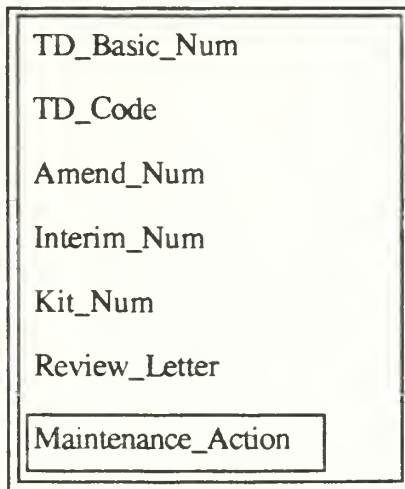 TD_Basic_Num
TD_Code
Amend_Num
Interim_Num
Kit_Num
Review_Letter
Maintenance_Action